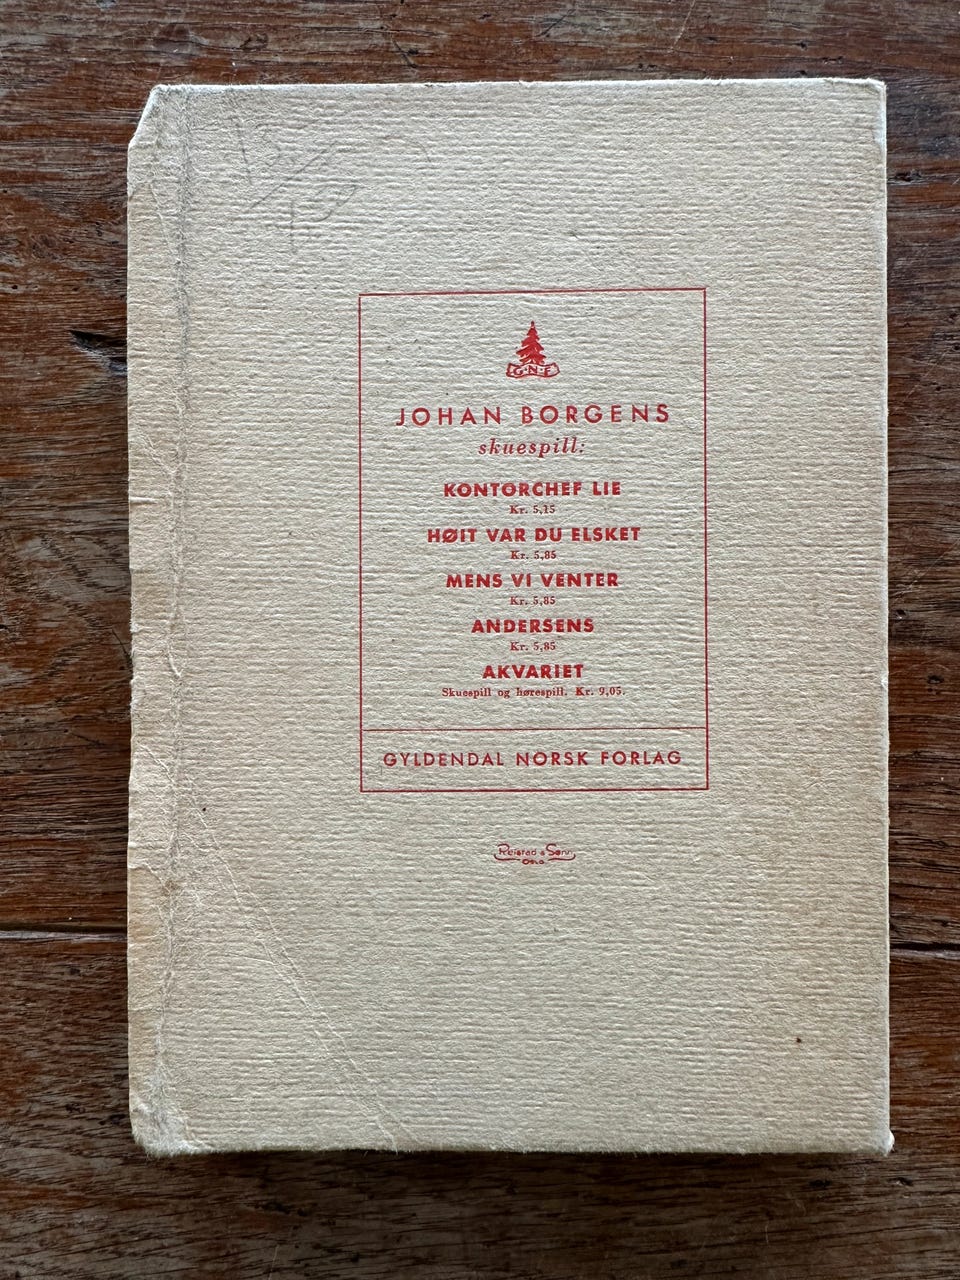 G·N·F
JOHAN BORGENS
skuespill:
KONTORCHEF LIE
Kr. 5,15
HØIT VAR DU ELSKET
Kr. 5,85
MENS VI VENTER
Kr. 5,85
ANDERSENS
Kr. 5,85
AKVARIET
Skuespill og hørespill. Kr. 9,05.
GYLDENDAL NORSK FORLAG
Reistad & Sønn
OSLO